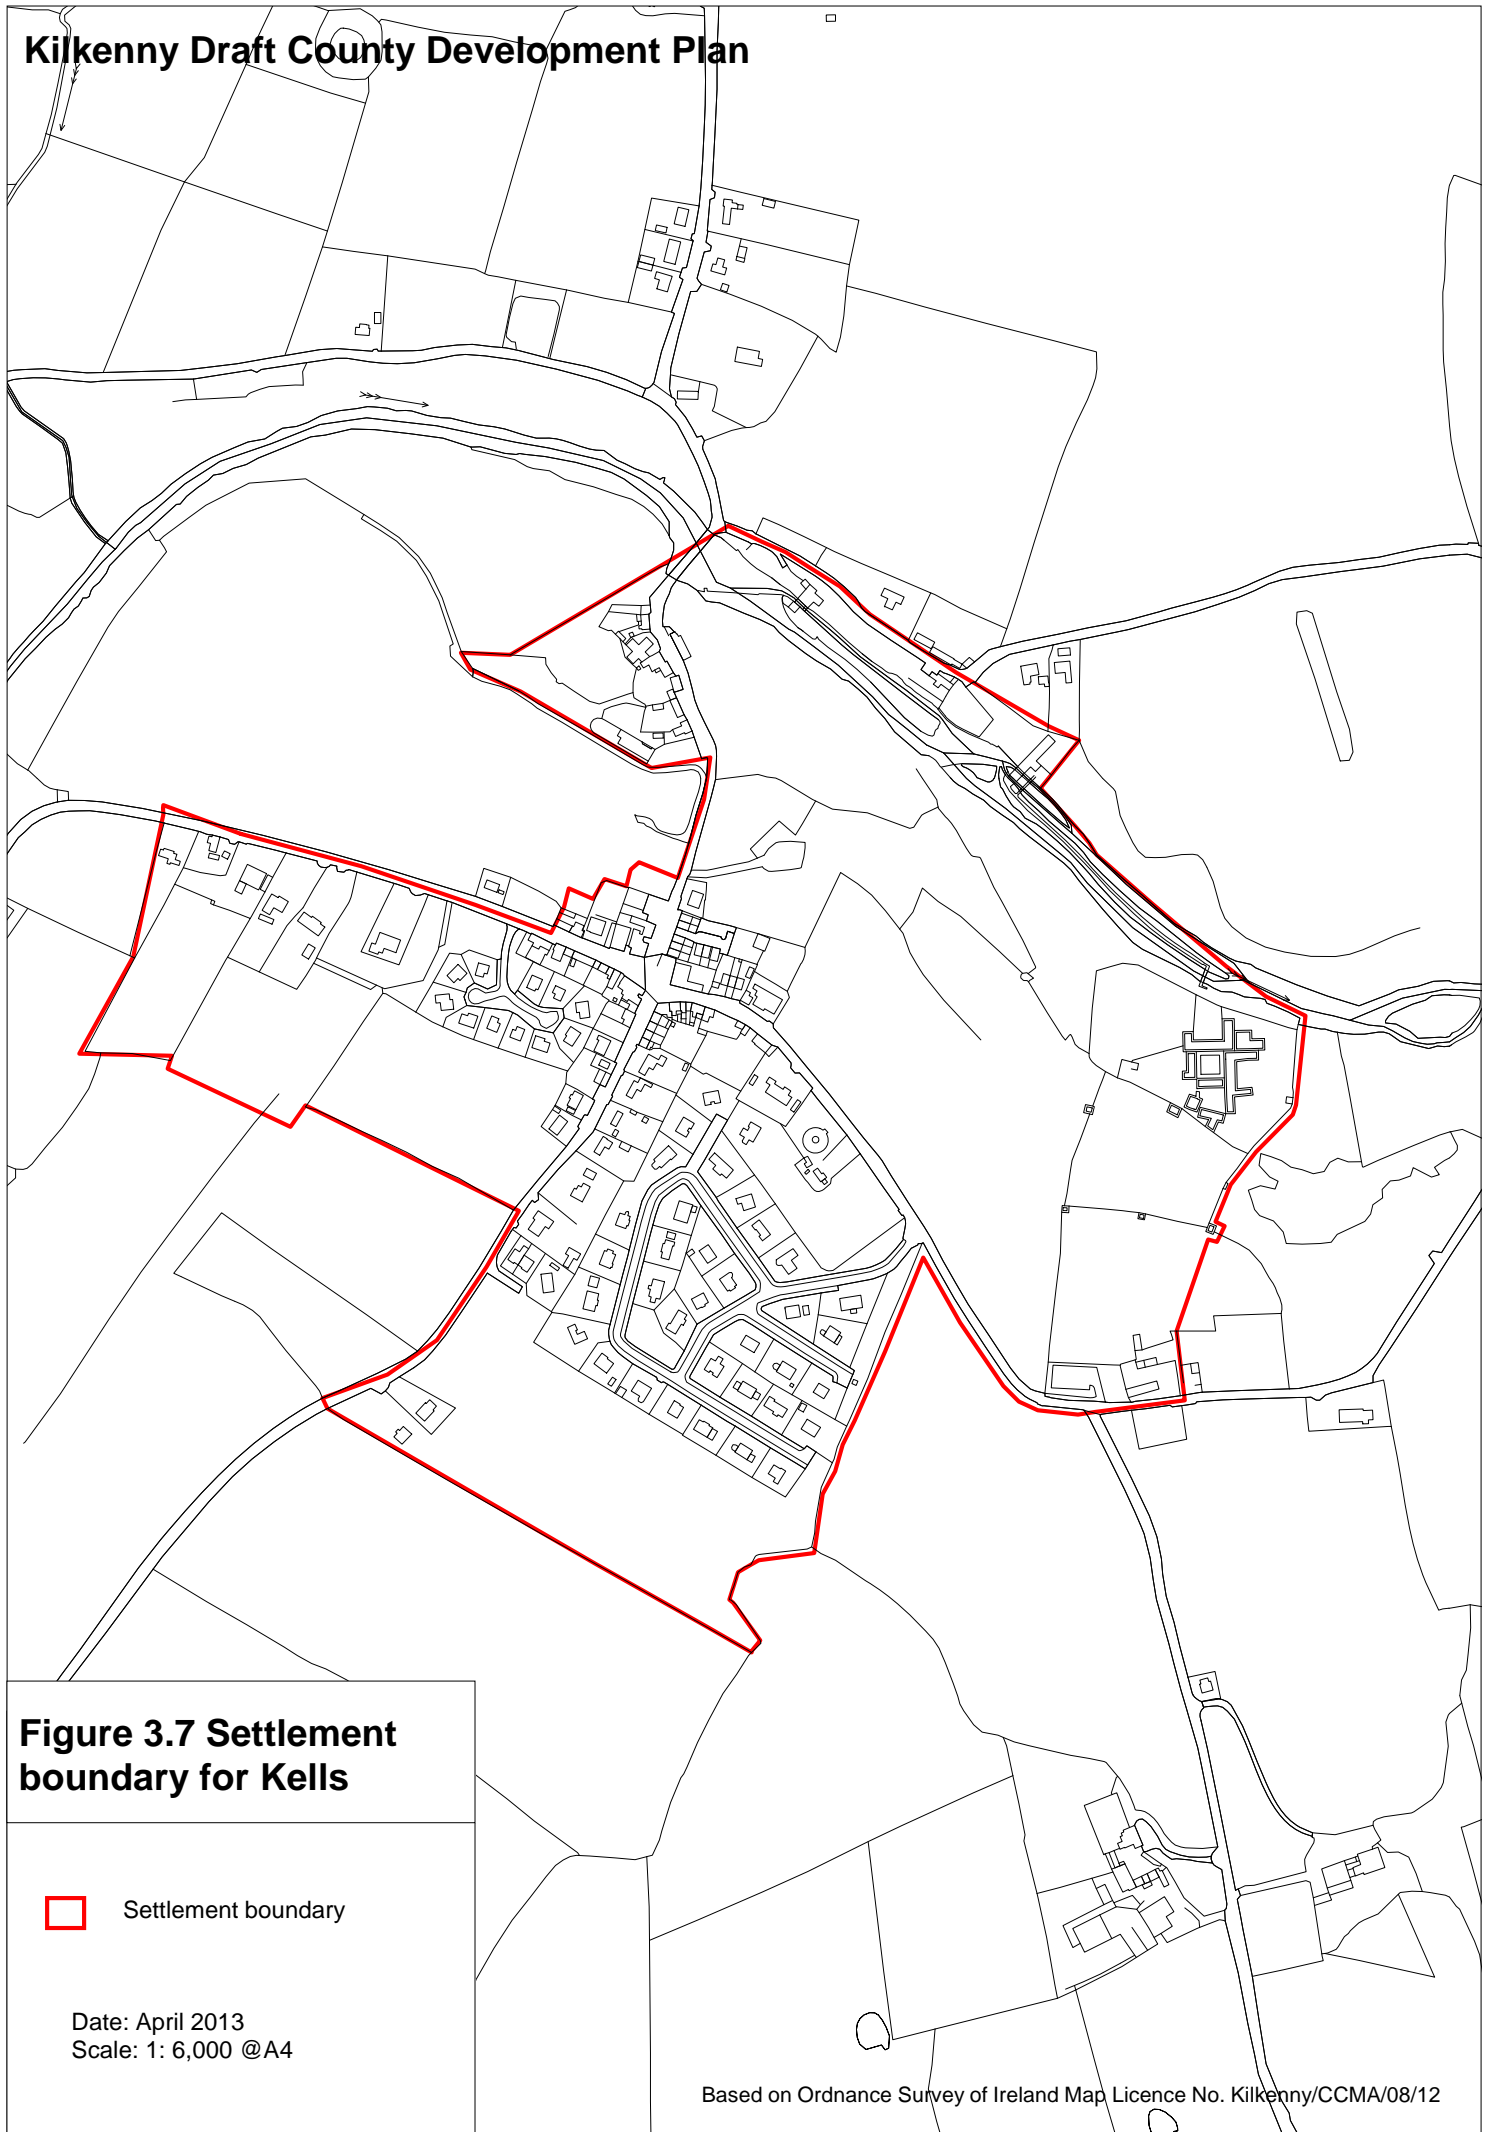 Kilkenny Draft County Development Plan
Figure 3.7 Settlement
boundary for Kells
Settlement boundary
Date: April 2013
Scale: 1: 6,000 @A4
Based on Ordnance Survey of Ireland Map Licence No. Kilkenny/CCMA/08/12